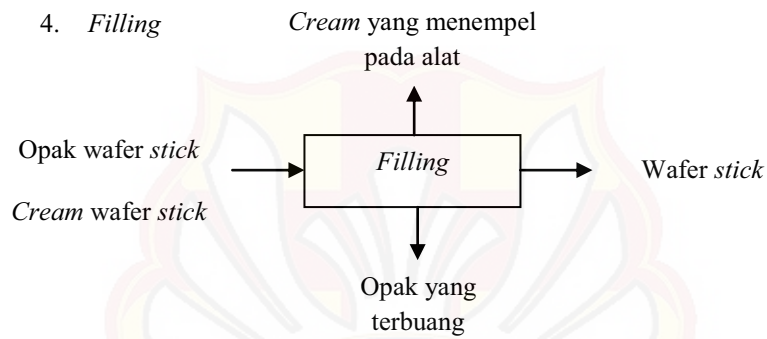 4. Filling
Cream yang menempel
pada alat
Opak wafer stick
Cream wafer stick
Filling
Wafer stick
Opak yang
terbuang